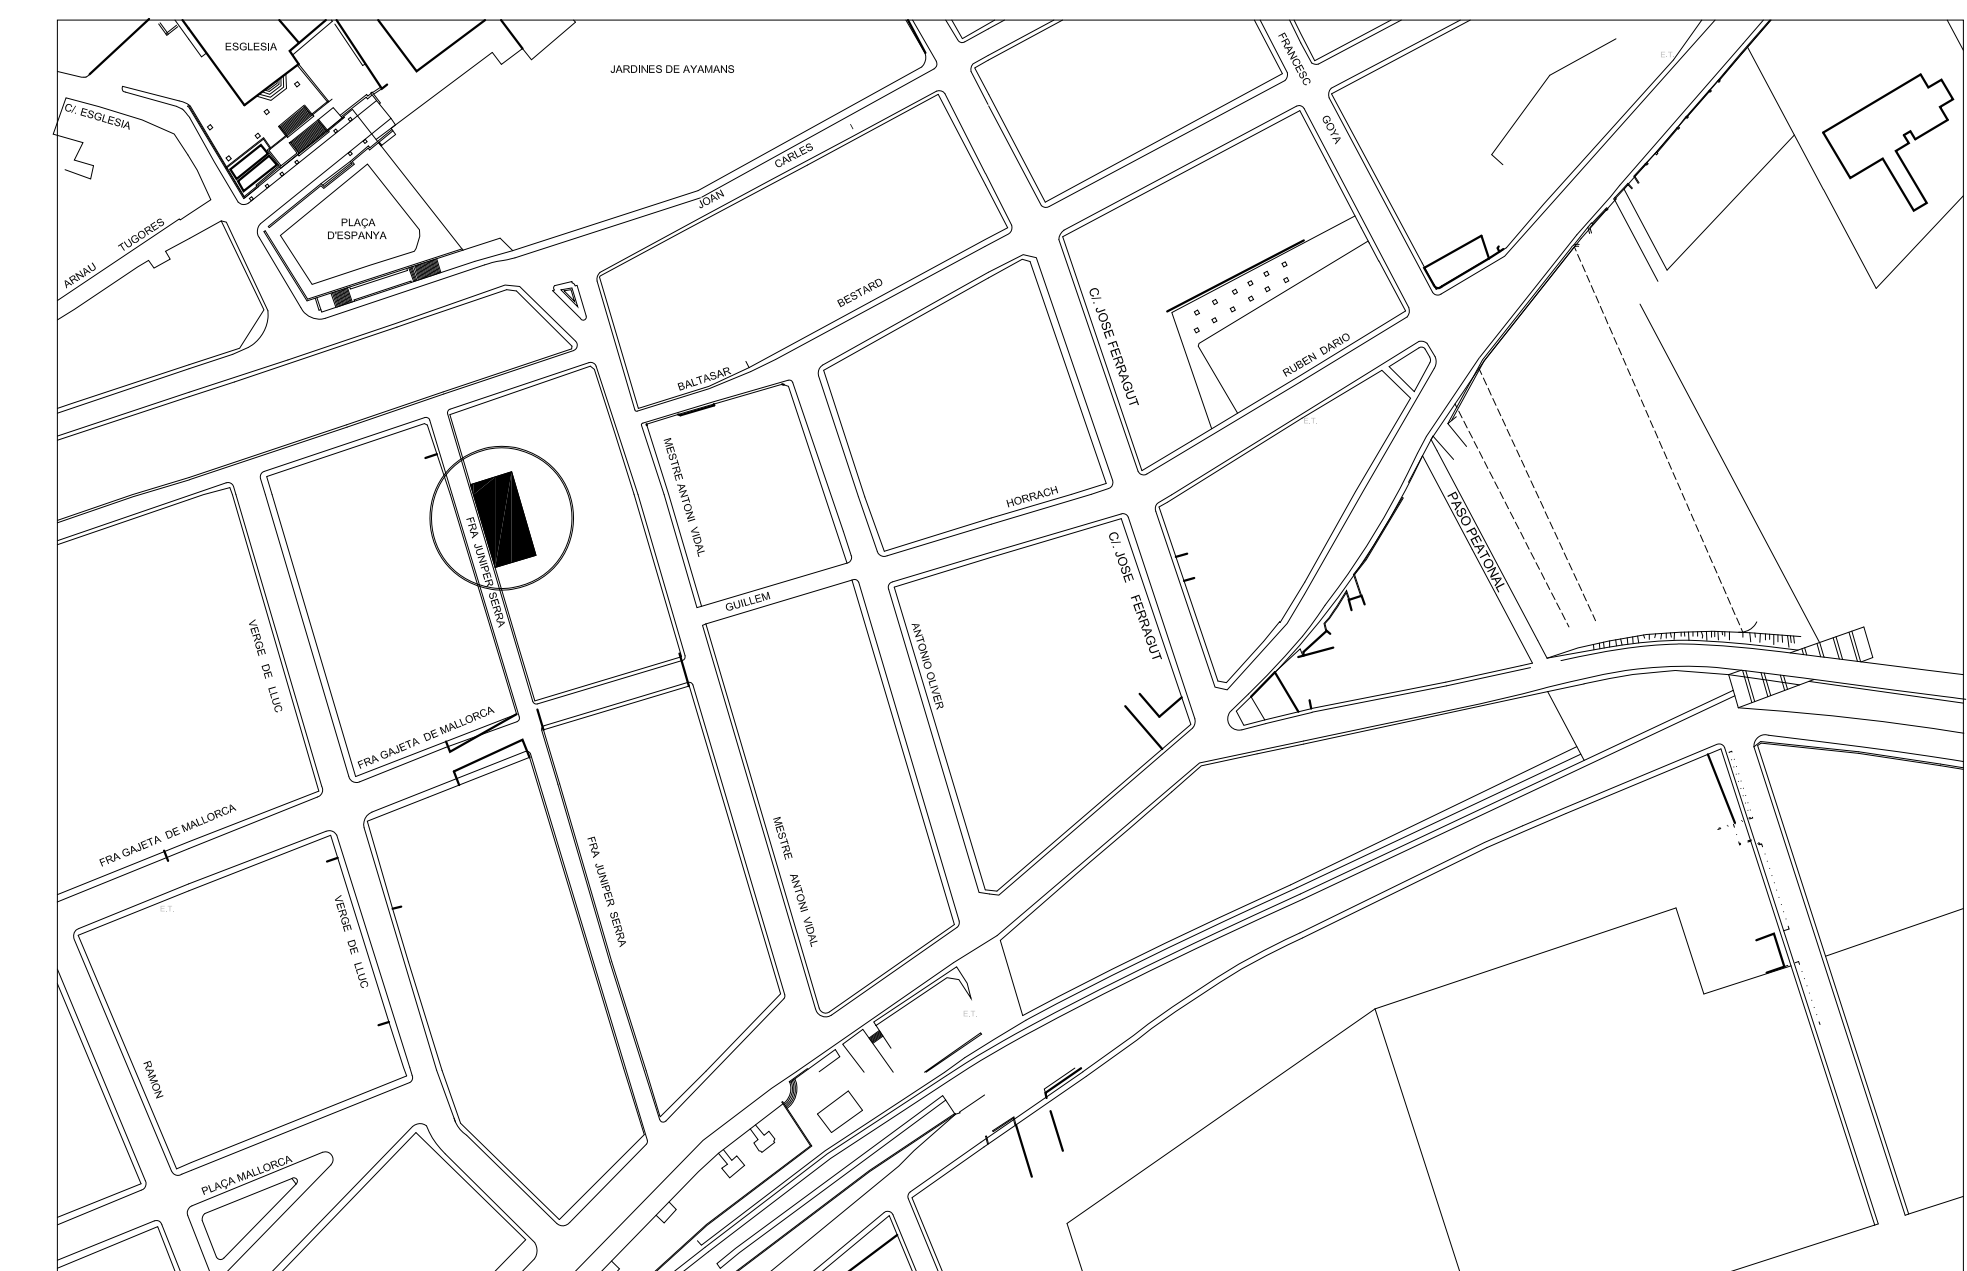 ESGLESIA
JARDINES DE AYAMANS
FRANCESC
E.T.
C/. ESGLESIA
GOYA
CARLES
JOAN
PLAÇA
D'ESPANYA
TUGORES
ARNAU
BESTARD
BALTASAR
C/. JOSE FERRAGUT
RUBEN DARIO
E.T.
MESTRE ANTONI VIDAL
HORRACH
PASO PEATONAL
FRA JUNIPER SERRA
C/. JOSE FERRAGUT
GUILLEM
VERGE DE LLUC
ANTONIO OLIVER
FRA GAJETA DE MALLORCA
FRA GAJETA DE MALLORCA
MESTRE ANTONI VIDAL
FRA JUNIPER SERRA
VERGE DE LLUC
E.T.
E.T.
RAMON
PLAÇA MALLORCA